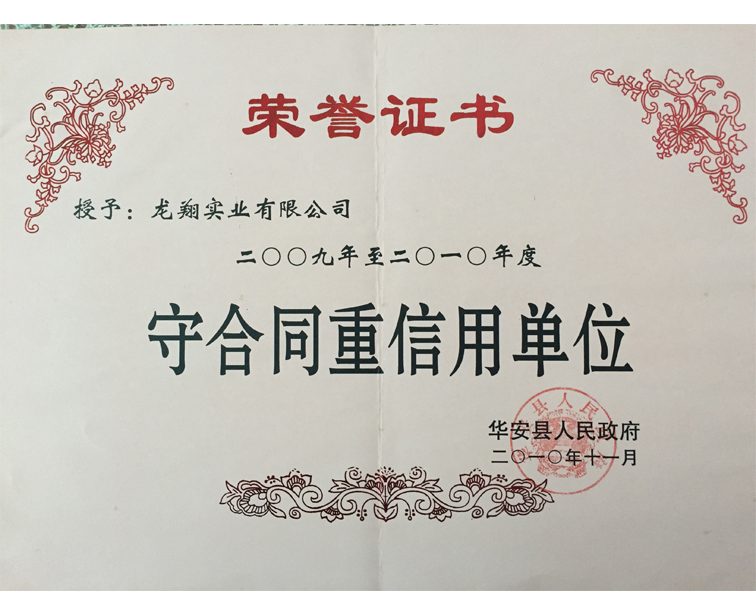 荣誉证书
授予：龙翔实业有限公司
二〇〇九年至二〇一〇年度
守合同重信用单位
华安县人民政府
二〇一〇年十一月